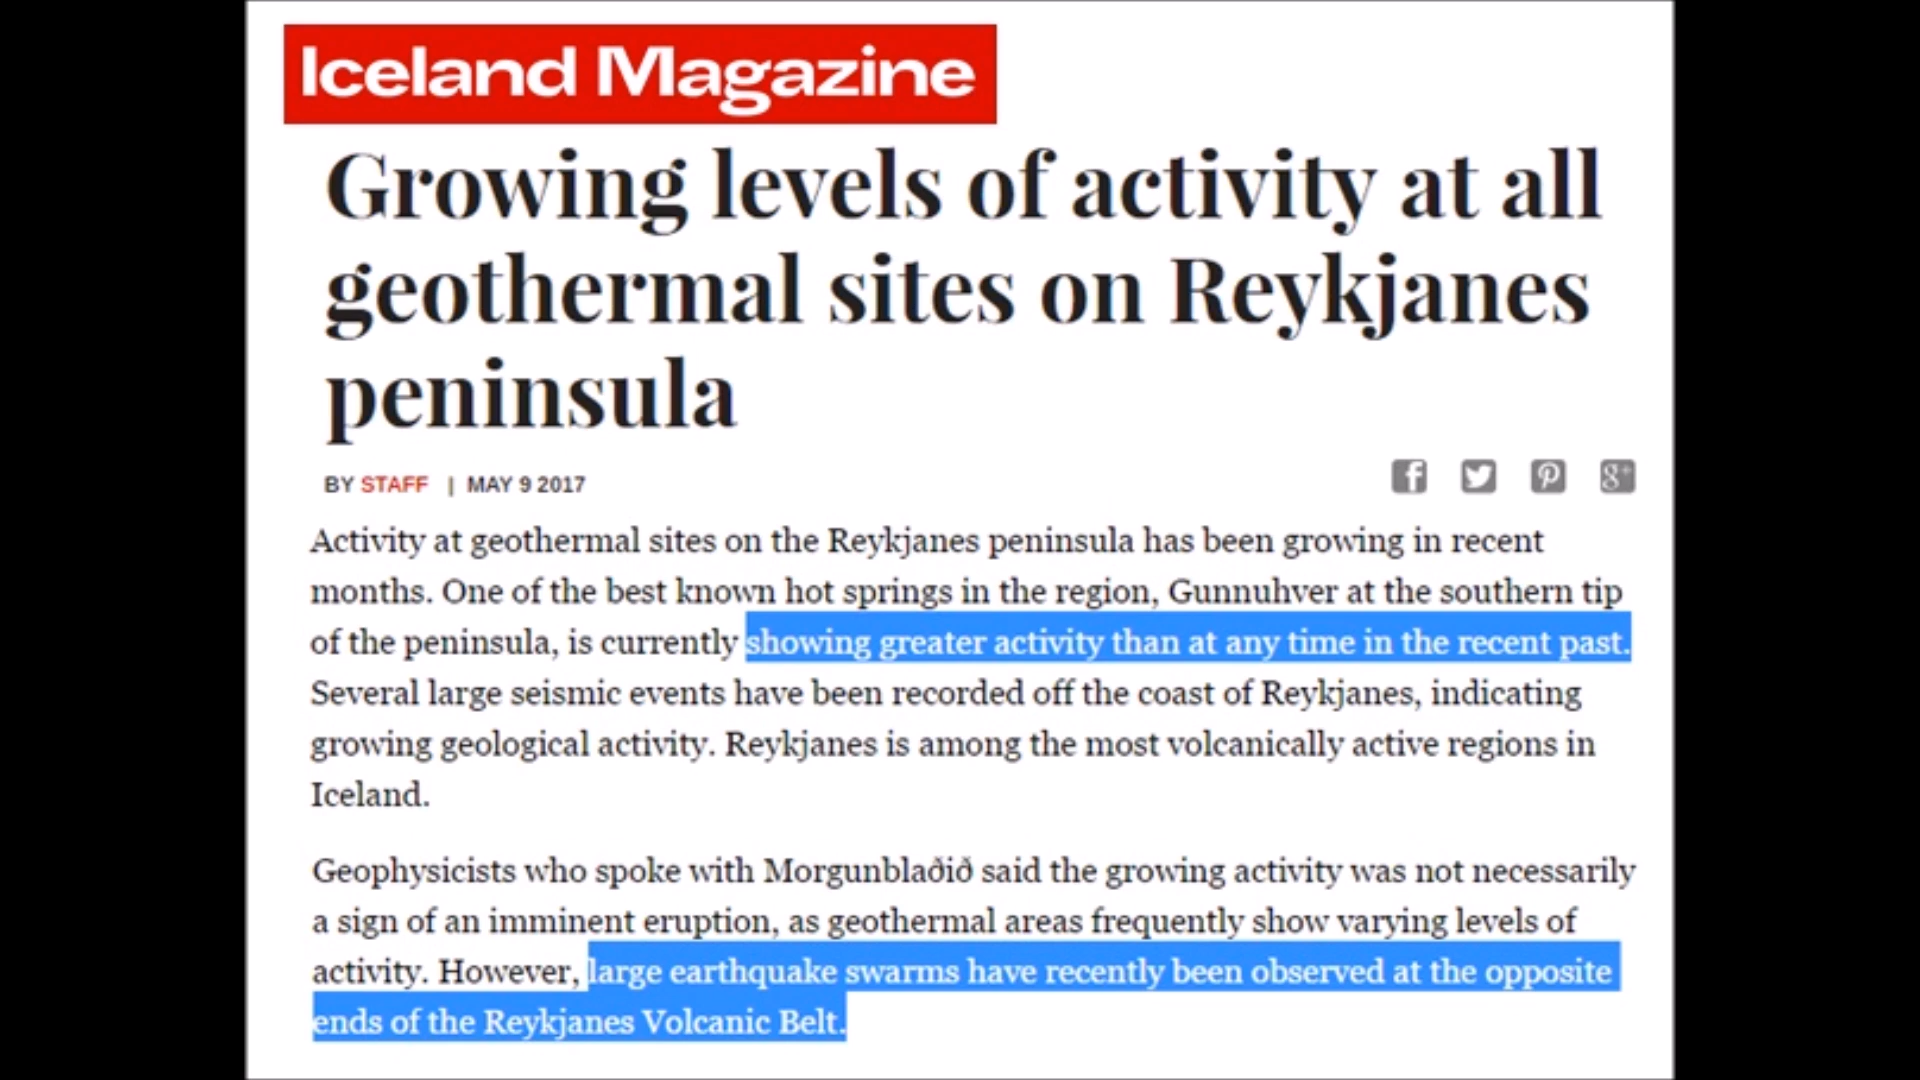 Iceland Magazine
Growing levels of activity at all
geothermal sites on Reykjanes
peninsula
BY STAFF | MAY 9 2017
Activity at geothermal sites on the Reykjanes peninsula has been growing in recent
months. One of the best known hot springs in the region, Gunnuhver at the southern tip
of the peninsula, is currently showing greater activity than at any time in the recent past.
Several large seismic events have been recorded off the coast of Reykjanes, indicating
growing geological activity. Reykjanes is among the most volcanically active regions in
Iceland.
Geophysicists who spoke with Morgunblaðið said the growing activity was not necessarily
a sign of an imminent eruption, as geothermal areas frequently show varying levels of
activity. However, large earthquake swarms have recently been observed at the opposite
ends of the Reykjanes Volcanic Belt.